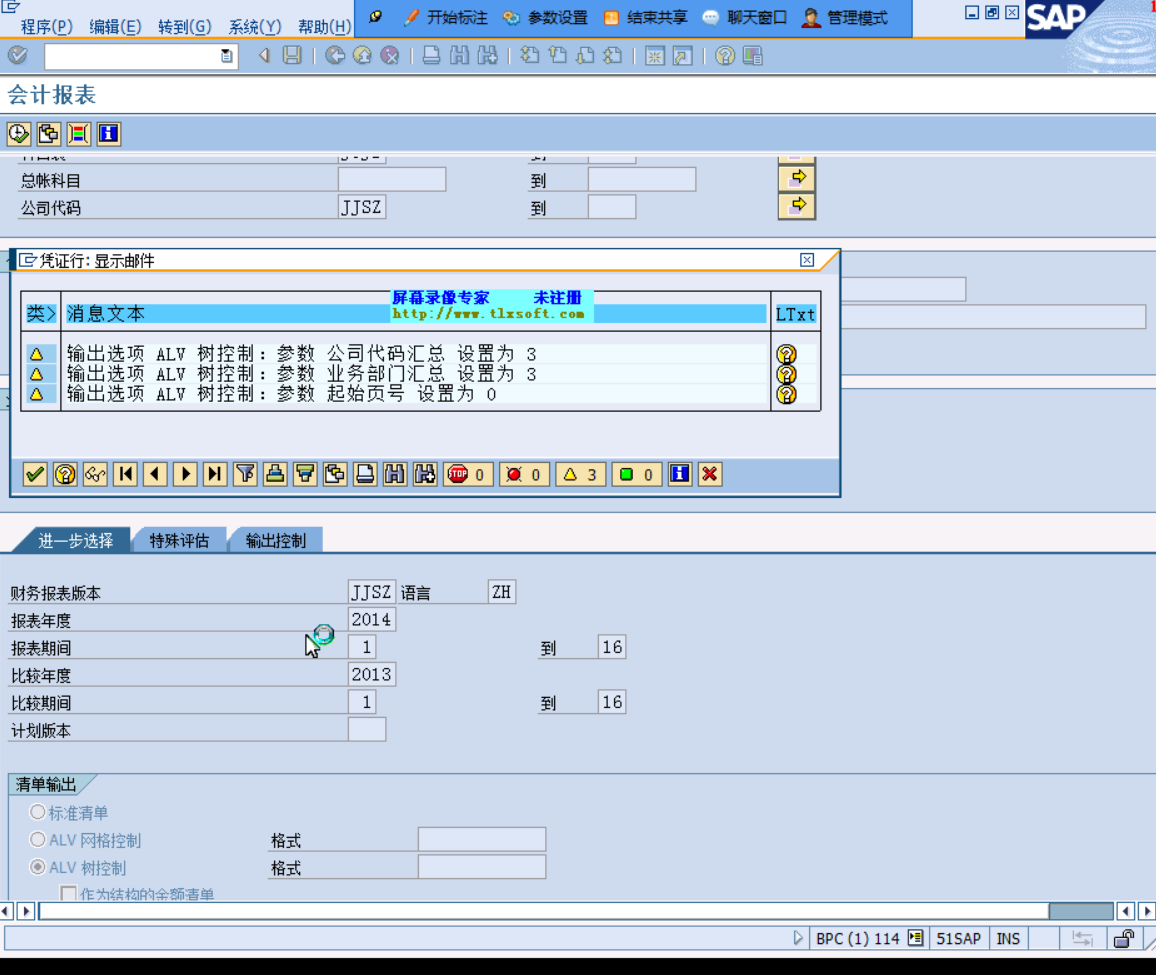 程序(P) 编辑(E) 转到(G) 系统(Y) 帮助(H) 开始标注 参数设置 结束共享 聊天窗口 管理模式 SAP 1
会计报表
总帐科目 到
公司代码 JJSZ 到
凭证行: 显示邮件
屏幕录像专家 未注册
类> 消息文本 http://www.tlxsoft.com LTxt
输出选项 ALV 树控制: 参数 公司代码汇总 设置为 3
输出选项 ALV 树控制: 参数 业务部门汇总 设置为 3
输出选项 ALV 树控制: 参数 起始页号 设置为 0
STOP 0 0 3 0
进一步选择 特殊评估 输出控制
财务报表版本 JJSZ 语言 ZH
报表年度 2014
报表期间 1 到 16
比较年度 2013
比较期间 1 到 16
计划版本
清单输出
标准清单
ALV 网格控制 格式
ALV 树控制 格式
作为结构的金额清单
BPC (1) 114 51SAP INS